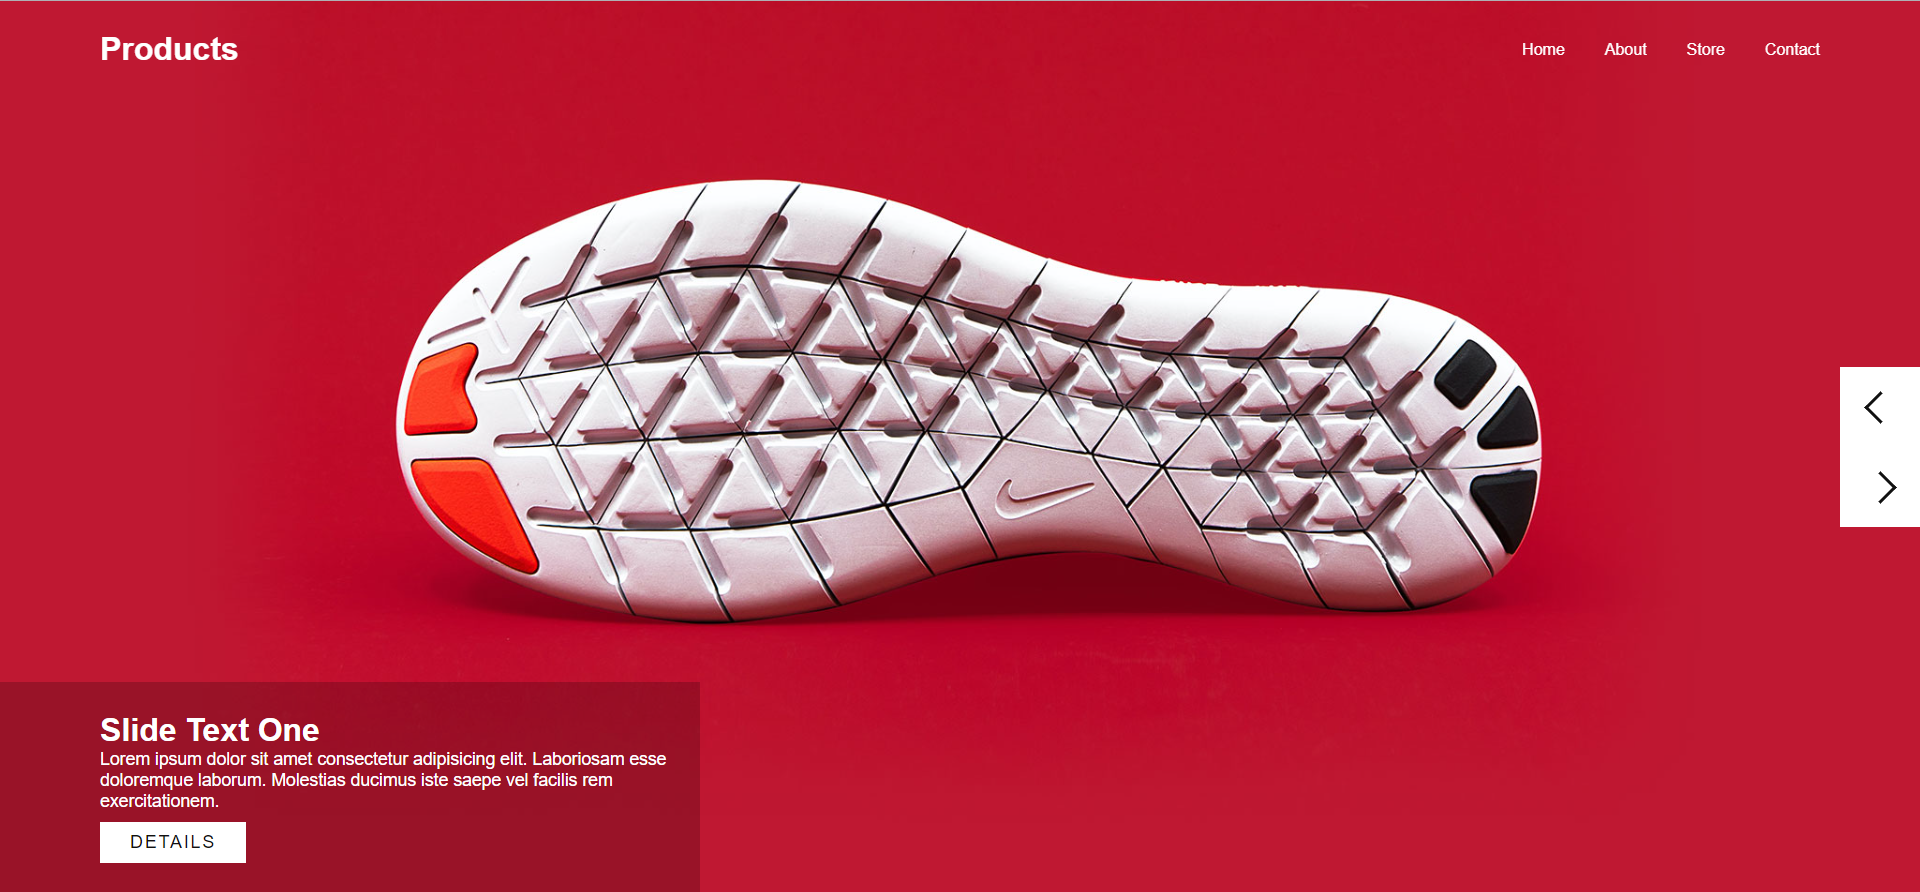 Products
Home About Store Contact
Slide Text One
Lorem ipsum dolor sit amet consectetur adipisicing elit. Laboriosam esse
doloremque laborum. Molestias ducimus iste saepe vel facilis rem
exercitationem.
DETAILS